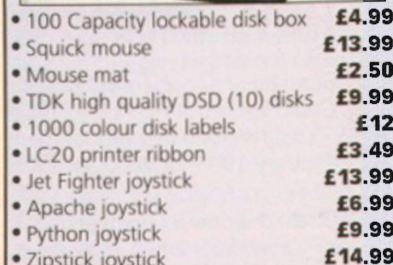 • 100 Capacity lockable disk box £4.99
• Squick mouse £13.99
• Mouse mat £2.50
• TDK high quality DSD (10) disks £9.99
• 1000 colour disk labels £12
• LC20 printer ribbon £3.49
• Jet Fighter joystick £13.99
• Apache joystick £6.99
• Python joystick £9.99
• Zipstick joystick £14.99